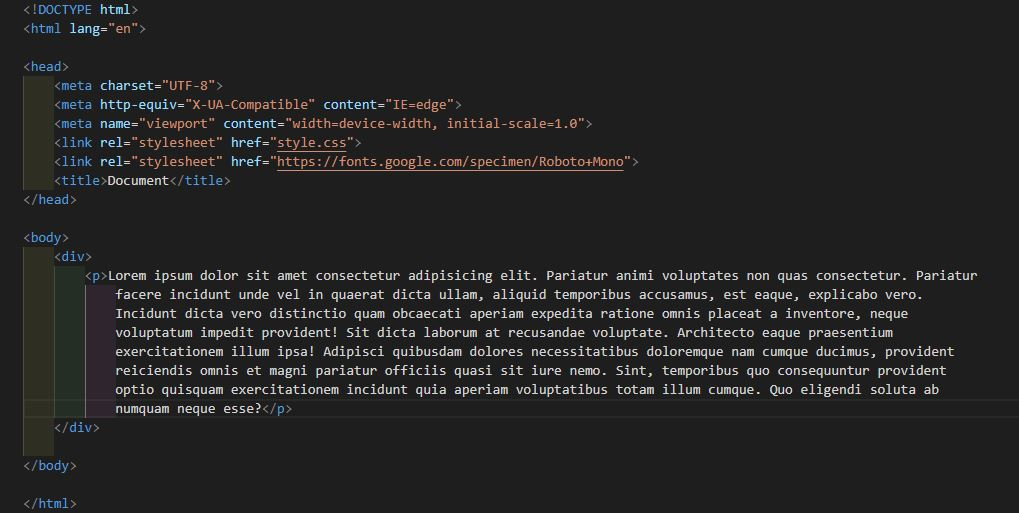 <!DOCTYPE html>
<html lang="en">
<head>
<meta charset="UTF-8">
<meta http-equiv="X-UA-Compatible" content="IE=edge">
<meta name="viewport" content="width=device-width, initial-scale=1.0">
<link rel="stylesheet" href="style.css">
<link rel="stylesheet" href="https://fonts.google.com/specimen/Roboto+Mono">
<title>Document</title>
</head>
<body>
<div>
<p>Lorem ipsum dolor sit amet consectetur adipisicing elit. Pariatur animi voluptates non quas consectetur. Pariatur
facere incidunt unde vel in quaerat dicta ullam, aliquid temporibus accusamus, est eaque, explicabo vero.
Incidunt dicta vero distinctio quam obcaecati aperiam expedita ratione omnis placeat a inventore, neque
voluptatum impedit provident! Sit dicta laborum at recusandae voluptate. Architecto eaque praesentium
exercitationem illum ipsa! Adipisci quibusdam dolores necessitatibus doloremque nam cumque ducimus, provident
reiciendis omnis et magni pariatur officiis quasi sit iure nemo. Sint, temporibus quo consequuntur provident
optio quisquam exercitationem incidunt quia aperiam voluptatibus totam illum cumque. Quo eligendi soluta ab
numquam neque esse?</p>
</div>
</body>
</html>